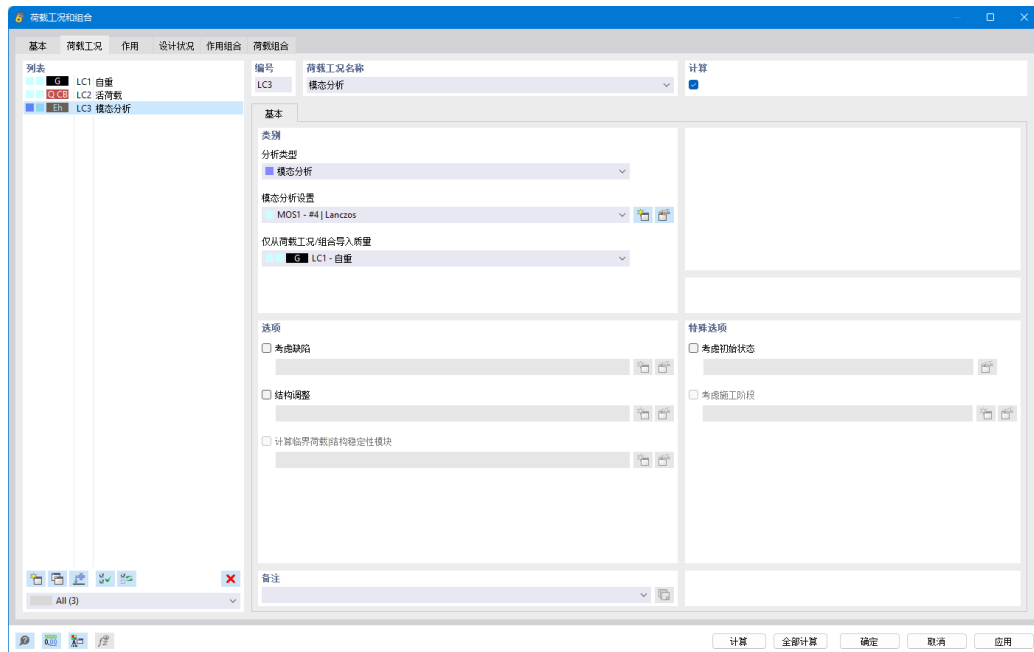 荷载工况和组合
基本 荷载工况 作用 设计状况 作用组合 荷载组合
列表
G LC1 自重
Q CB LC2 活荷载
Eh LC3 模态分析
All (3)
编号
LC3
荷载工况名称
模态分析
计算
基本
类别
分析类型
模态分析
模态分析设置
MOS1 - #4 | Lanczos
仅从荷载工况/组合导入质量
G LC1 - 自重
选项
考虑缺陷
结构调整
计算临界荷载|结构稳定性模块
特殊选项
考虑初始状态
考虑施工阶段
备注
计算 全部计算 确定 取消 应用